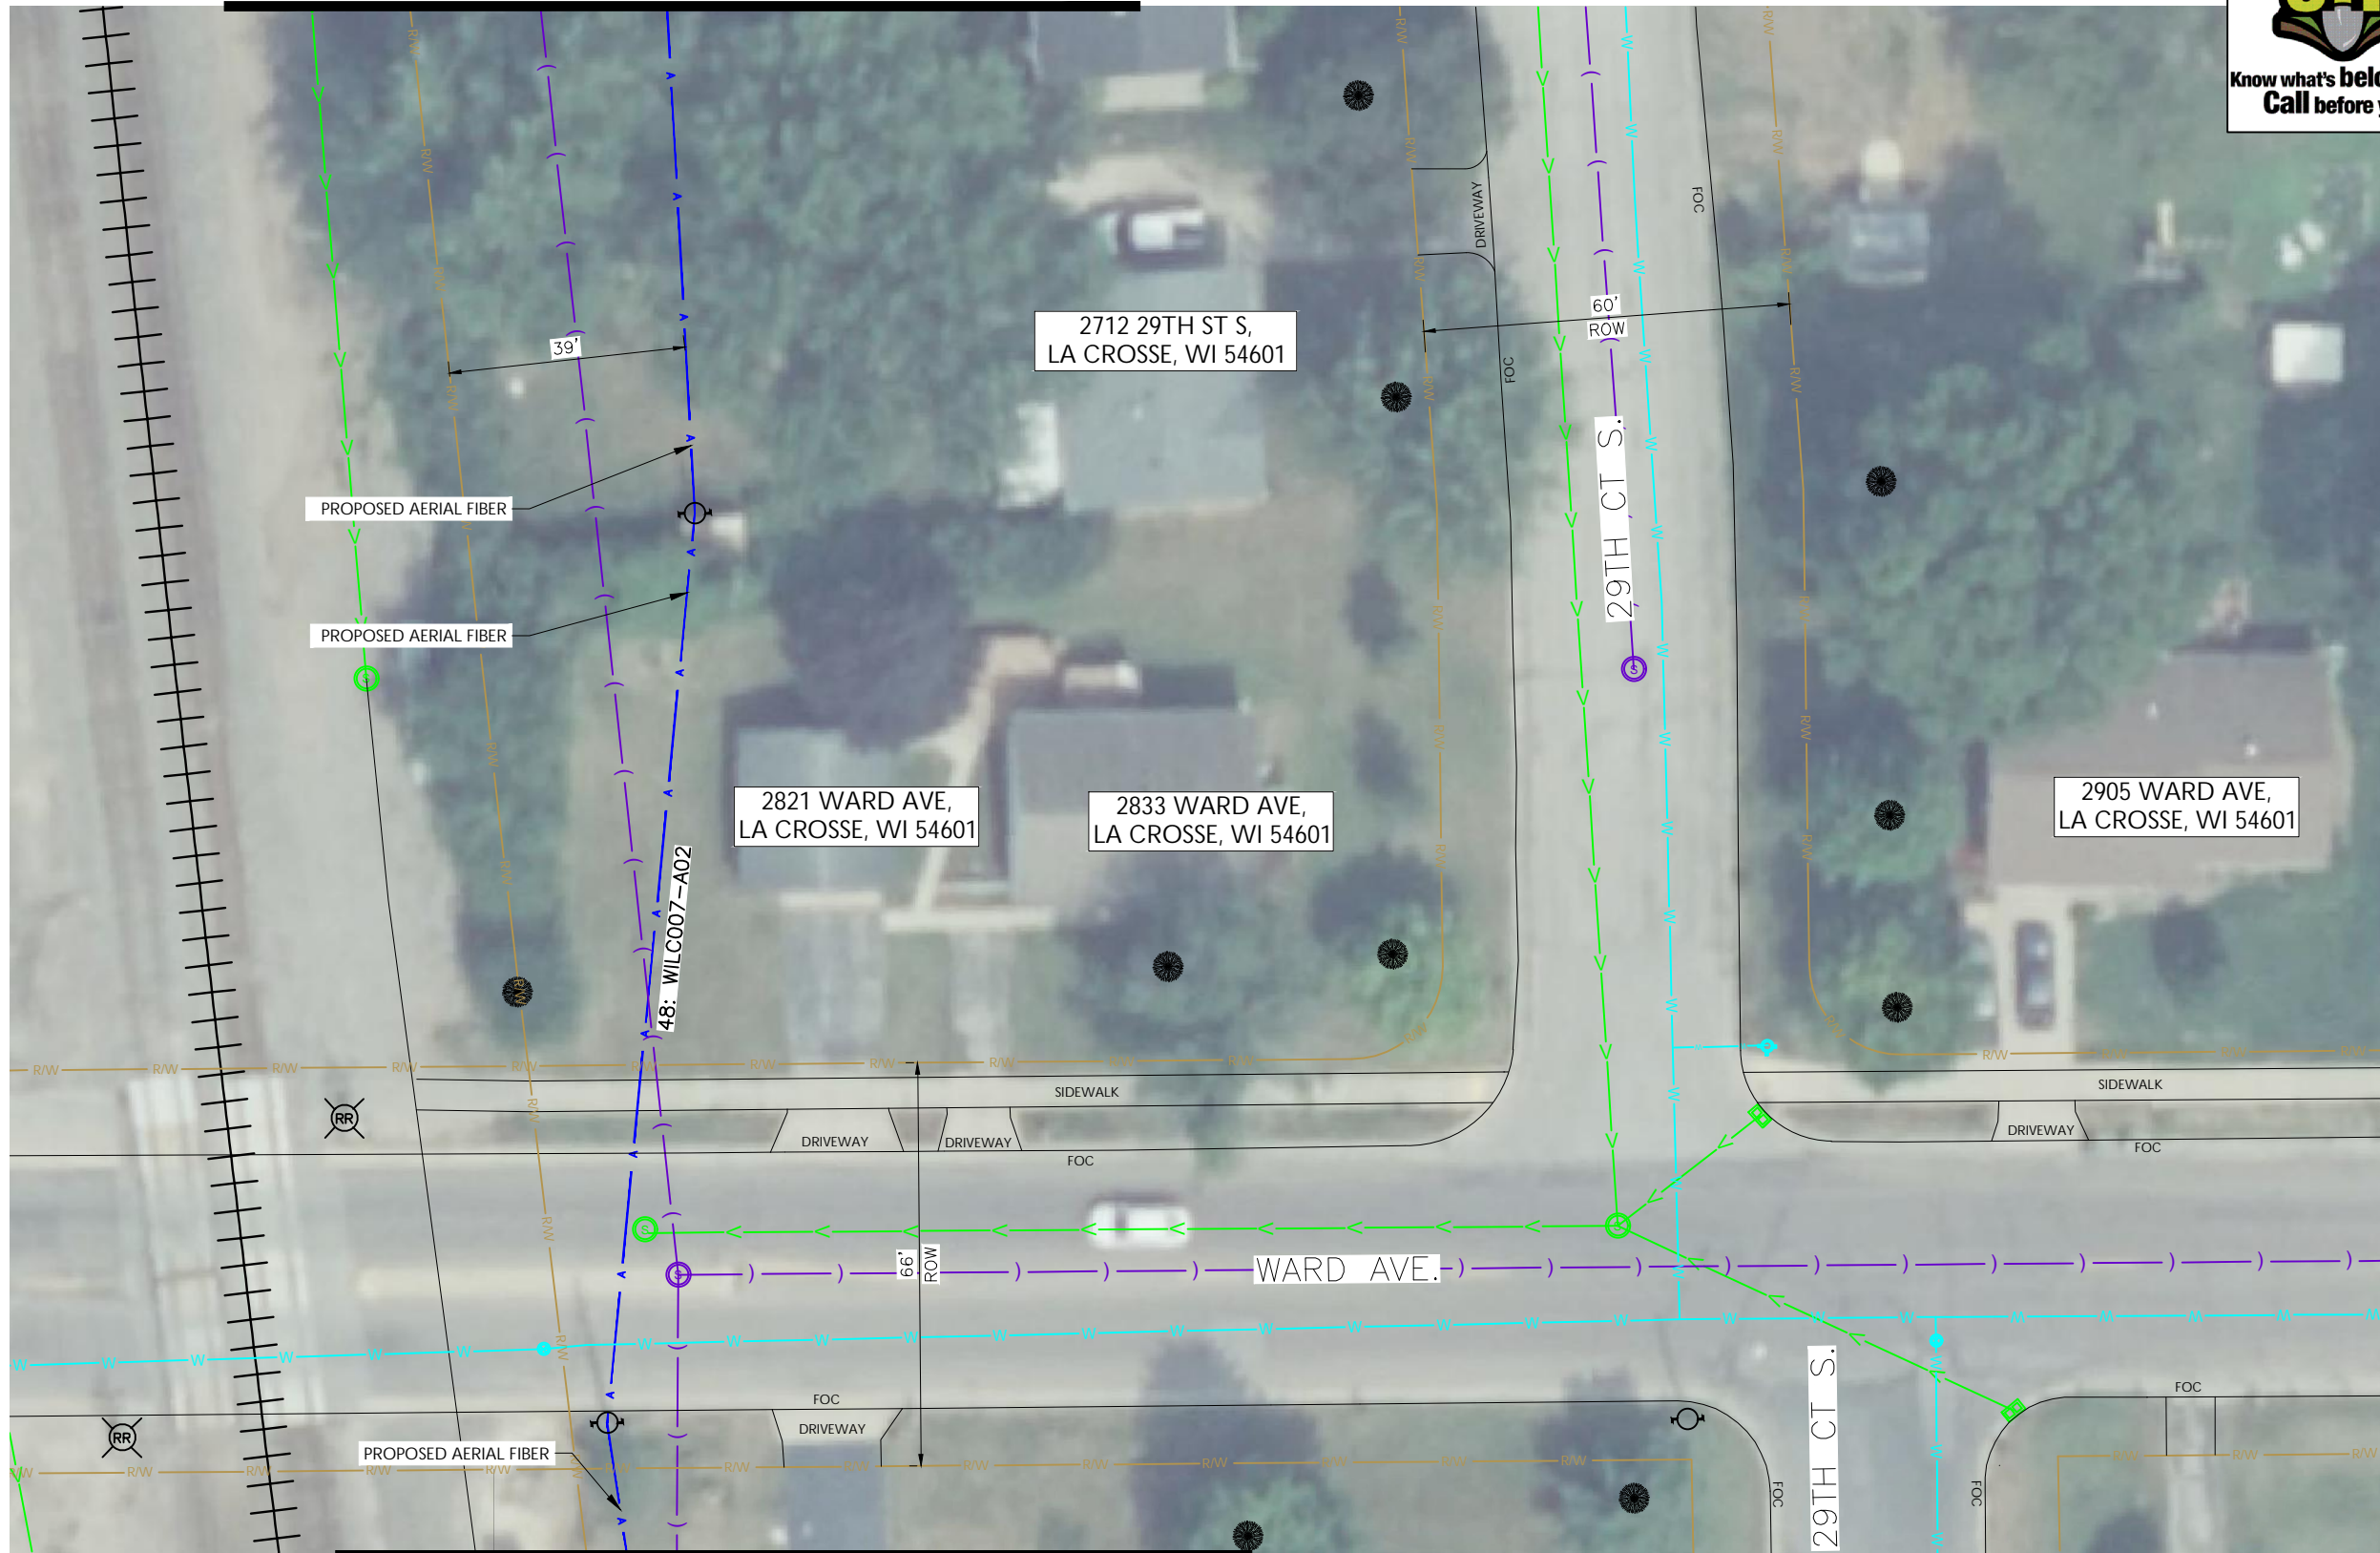 Know what's
Call before
R/W
39'
2712 29TH ST S,
LA CROSSE, WI 54601
DRIVEWAY
FOC
60'
ROW
FOC
29TH CT S.
PROPOSED AERIAL FIBER
PROPOSED AERIAL FIBER
2821 WARD AVE,
LA CROSSE, WI 54601
2833 WARD AVE,
LA CROSSE, WI 54601
2905 WARD AVE,
LA CROSSE, WI 54601
48: WILC007-A02
SIDEWALK
SIDEWALK
RR
DRIVEWAY
DRIVEWAY
FOC
DRIVEWAY
FOC
66'
ROW
WARD AVE.
29TH CT S.
FOC
DRIVEWAY
FOC
RR
PROPOSED AERIAL FIBER
FOC
FOC